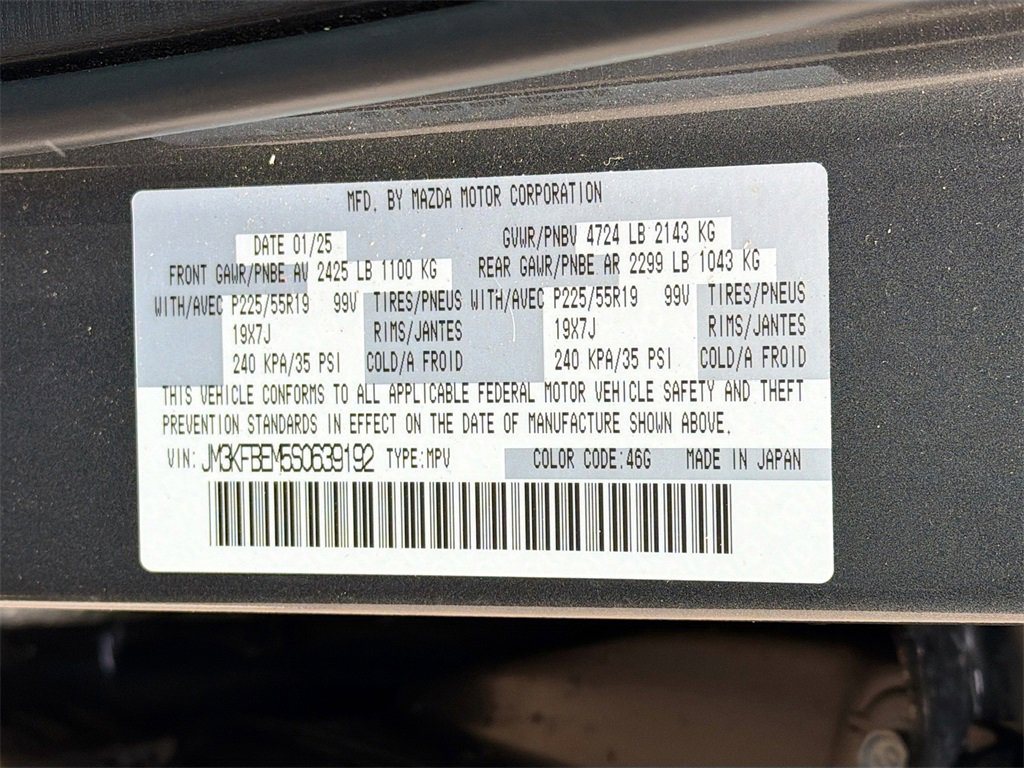 MFD. BY MAZDA MOTOR CORPORATION
DATE 01/25 GVWR/PNBV 4724 LB 2143 KG
FRONT GAWR/PNBE AV 2425 LB 1100 KG REAR GAWR/PNBE AR 2299 LB 1043 KG
WITH/AVEC P225/55R19 99V TIRES/PNEUS WITH/AVEC P225/55R19 99V TIRES/PNEUS
19X7J RIMS/JANTES 19X7J RIMS/JANTES
240 KPA/35 PSI COLD/A FROID 240 KPA/35 PSI COLD/A FROID
THIS VEHICLE CONFORMS TO ALL APPLICABLE FEDERAL MOTOR VEHICLE SAFETY AND THEFT
PREVENTION STANDARDS IN EFFECT ON THE DATE OF MANUFACTURE SHOWN ABOVE.
VIN: JM3KFBEM5S0639192 TYPE:MPV COLOR CODE:46G MADE IN JAPAN